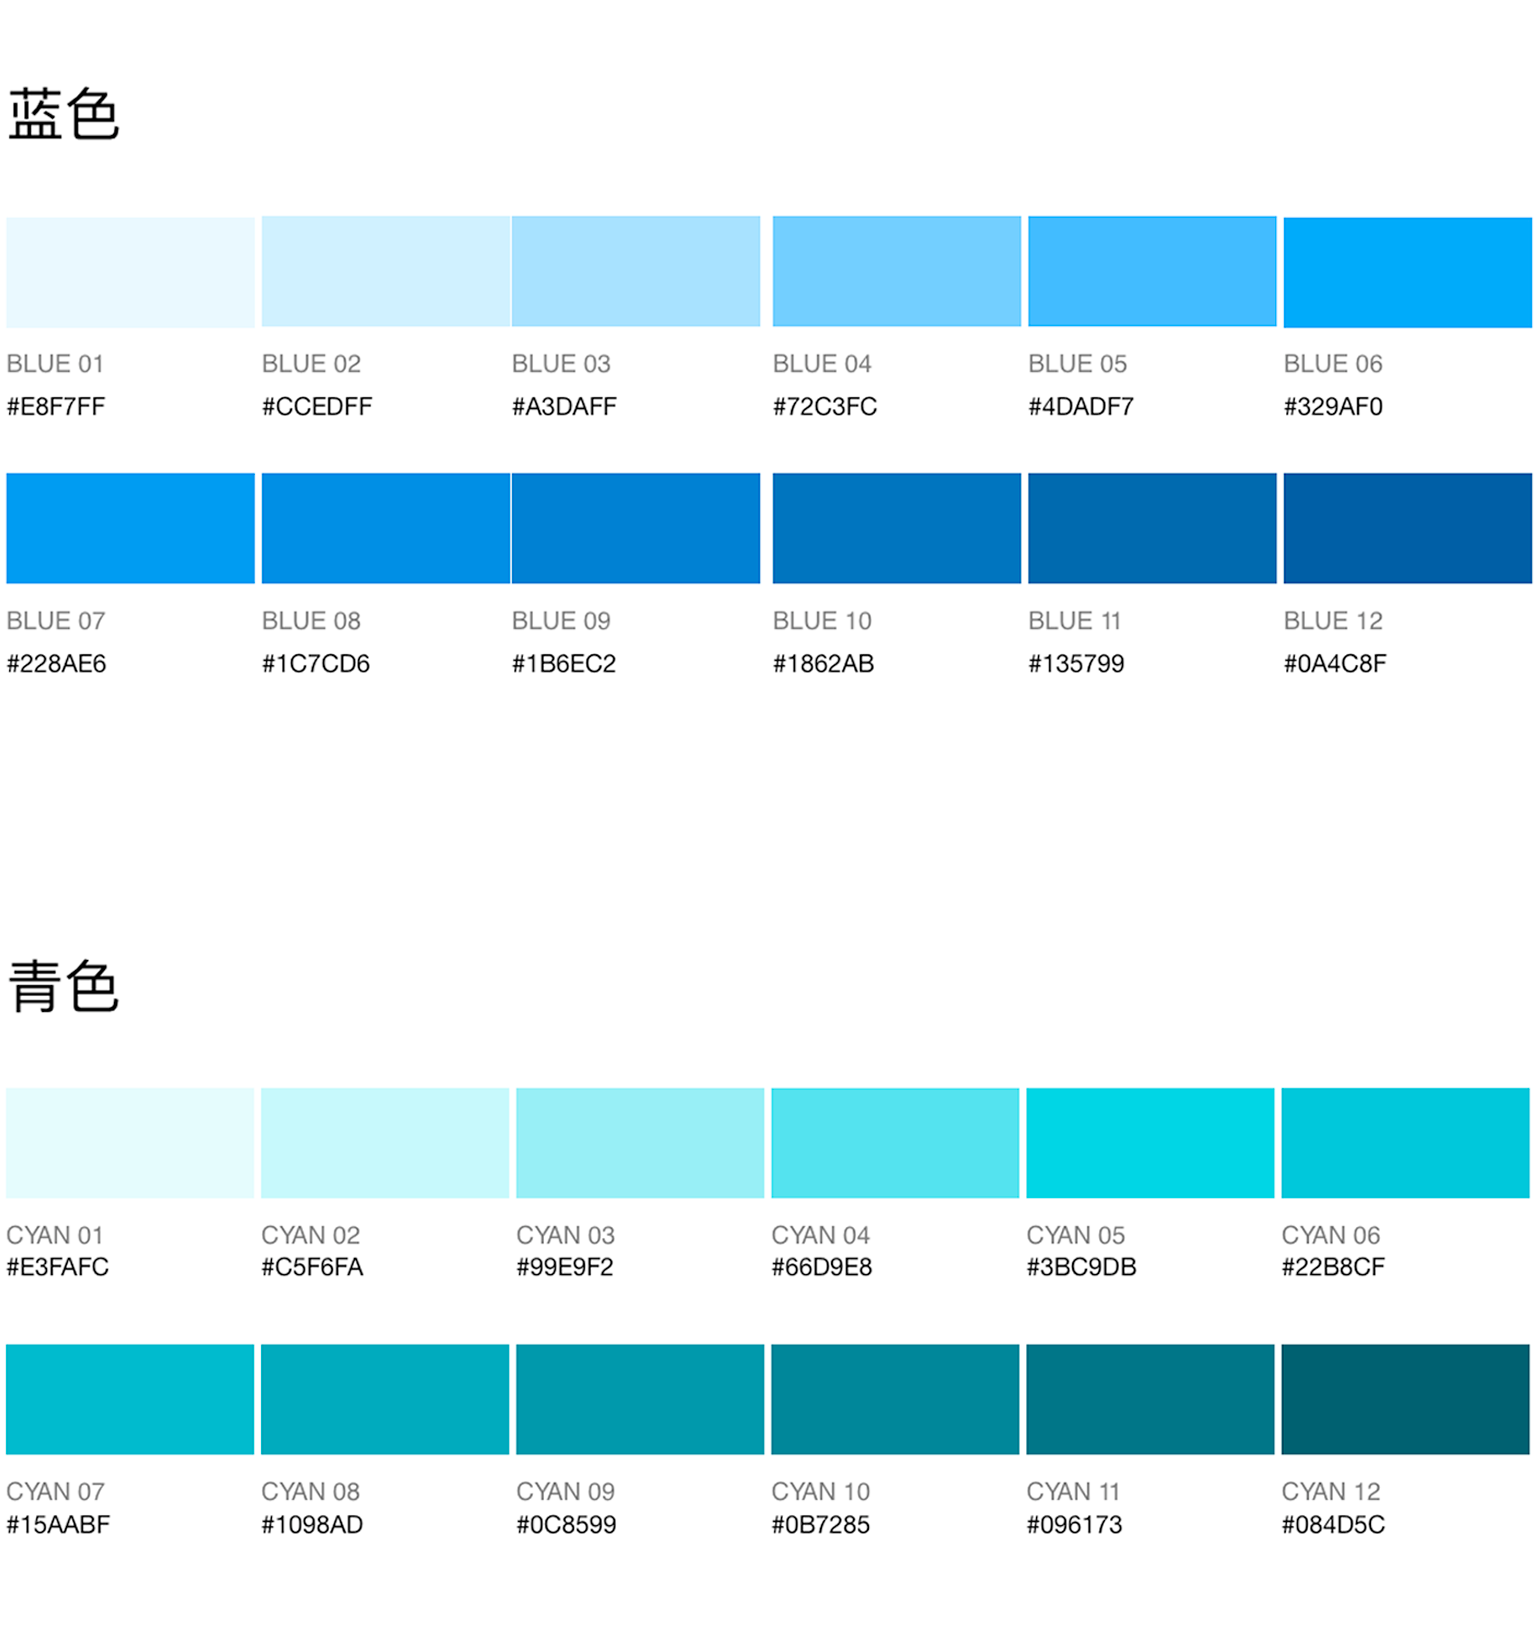 蓝色
BLUE 01 BLUE 02 BLUE 03 BLUE 04 BLUE 05 BLUE 06
#E8F7FF #CCEDFF #A3DAFF #72C3FC #4DADF7 #329AF0
BLUE 07 BLUE 08 BLUE 09 BLUE 10 BLUE 11 BLUE 12
#228AE6 #1C7CD6 #1B6EC2 #1862AB #135799 #0A4C8F
青色
CYAN 01 CYAN 02 CYAN 03 CYAN 04 CYAN 05 CYAN 06
#E3FAFC #C5F6FA #99E9F2 #66D9E8 #3BC9DB #22B8CF
CYAN 07 CYAN 08 CYAN 09 CYAN 10 CYAN 11 CYAN 12
#15AABF #1098AD #0C8599 #0B7285 #096173 #084D5C